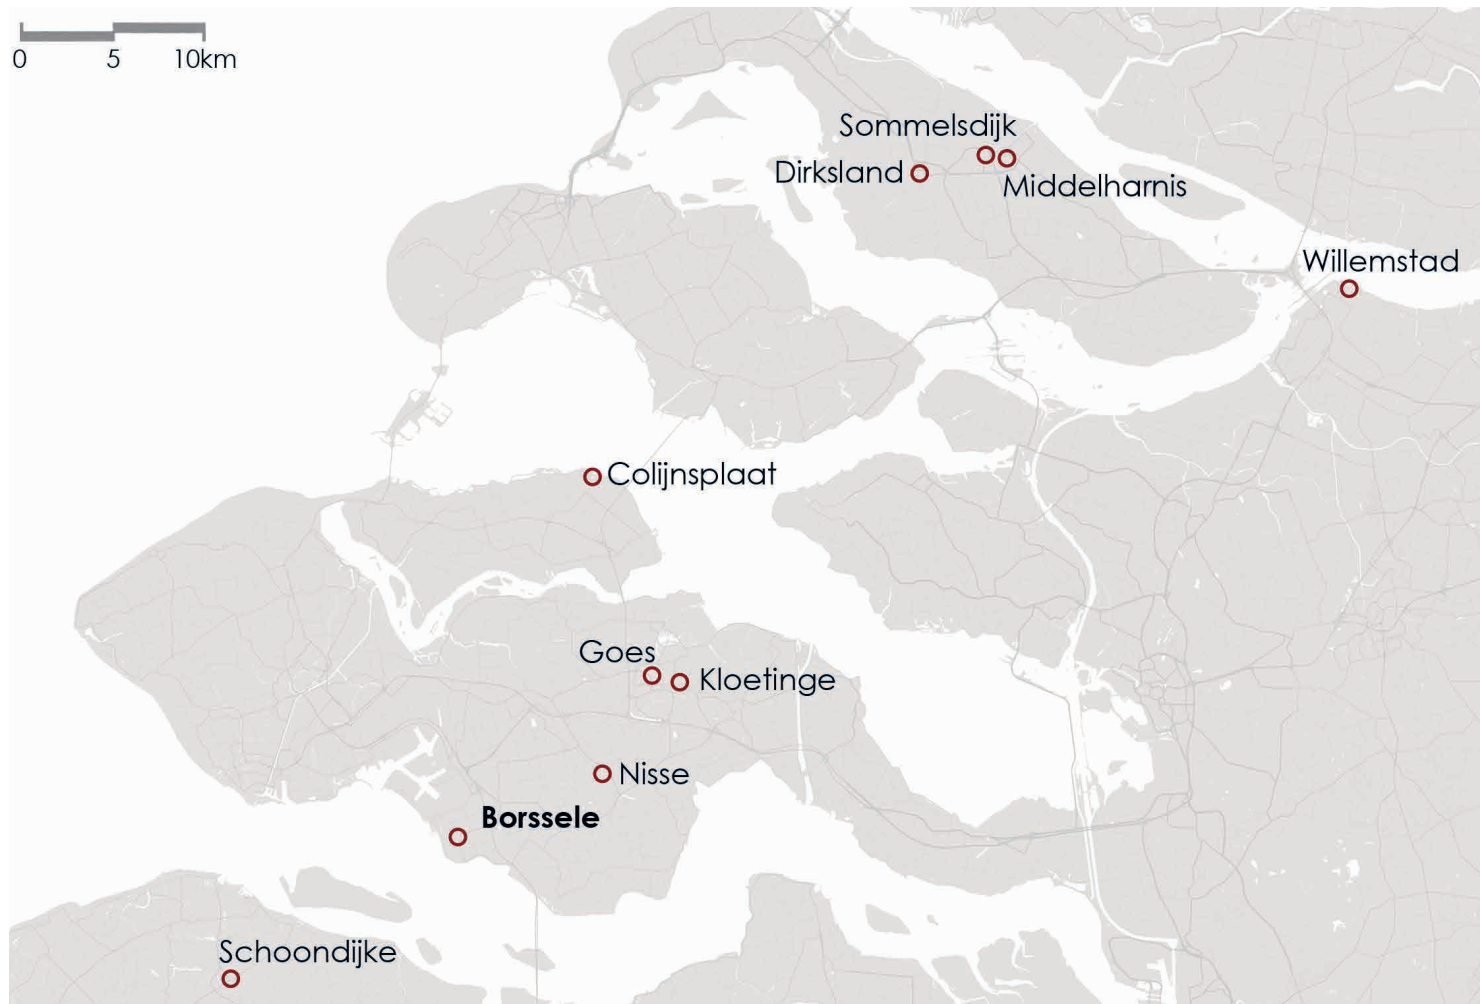 0 5 10km
Sommelsdijk
Dirksland
Middelharnis
Willemstad
Colijnsplaat
Goes
Kloetinge
Nisse
Borssele
Schoondijke